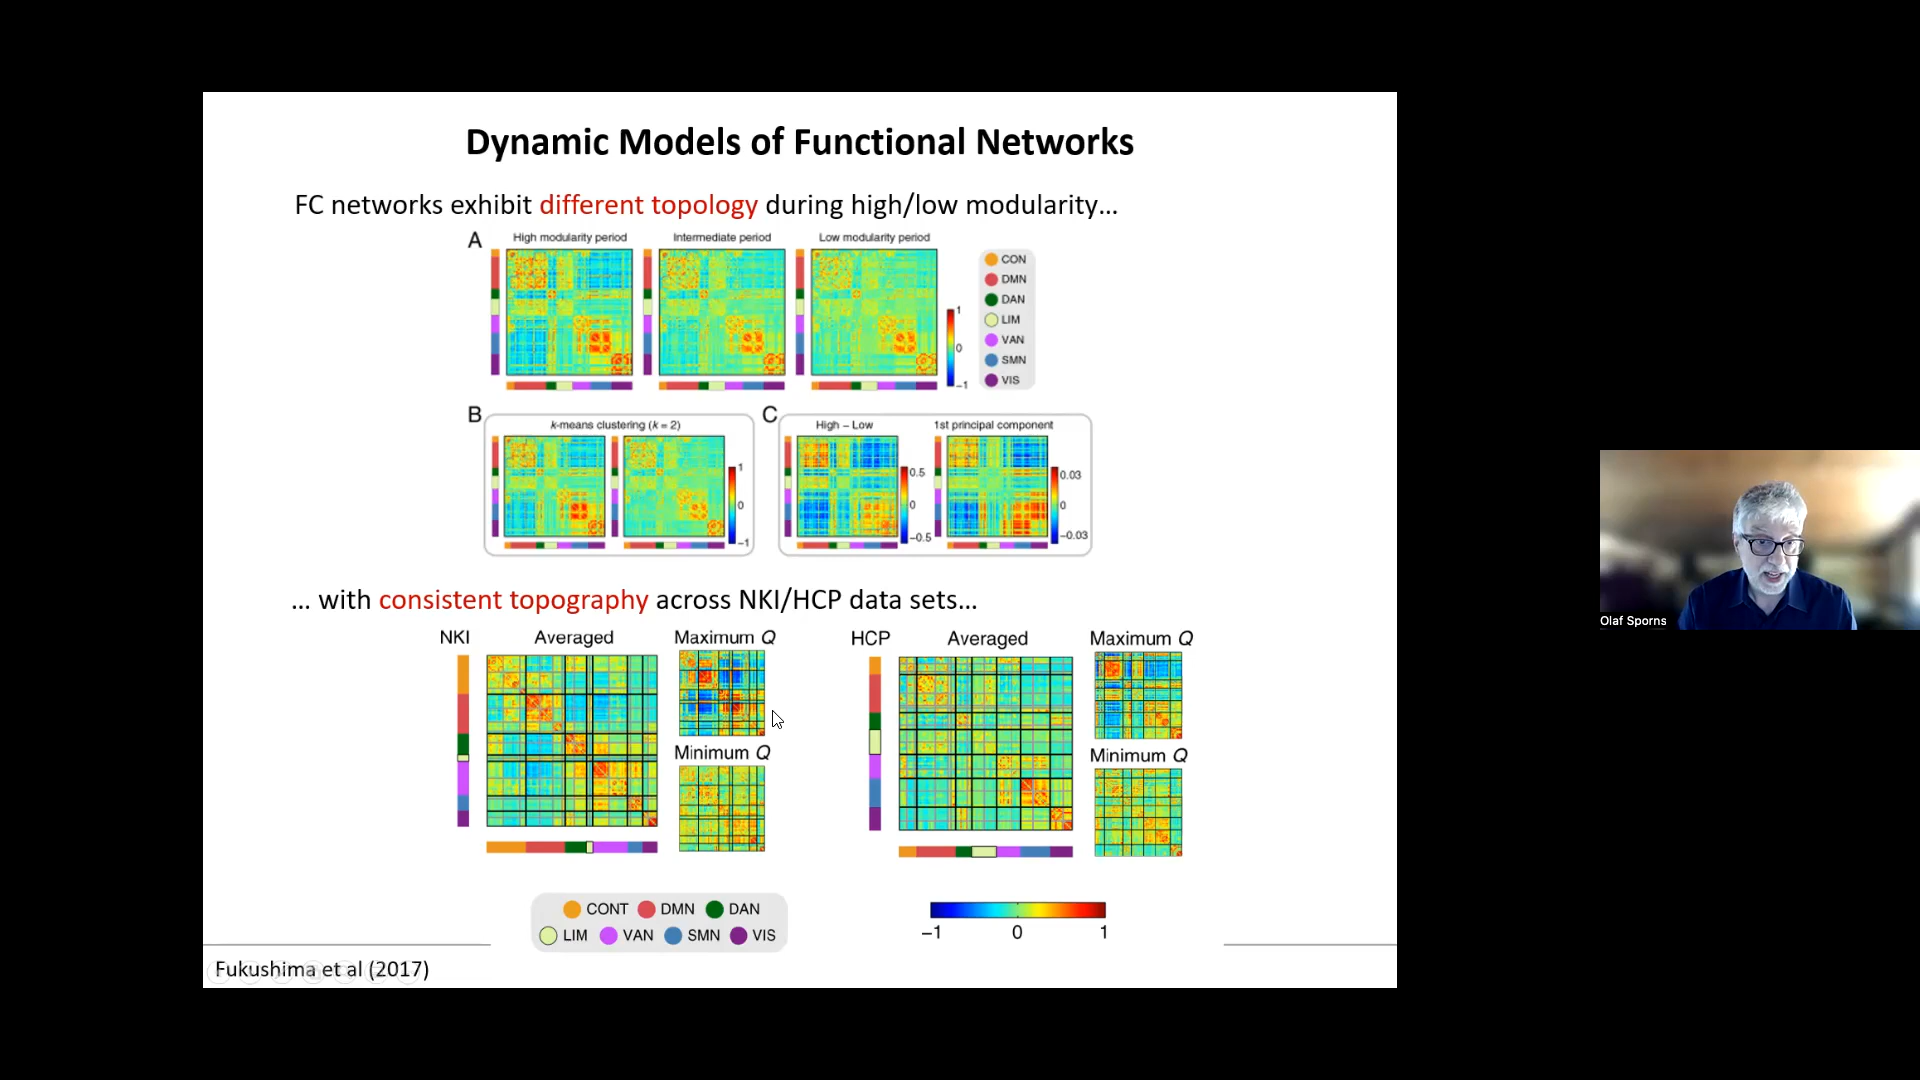 Dynamic Models of Functional Networks
FC networks exhibit different topology during high/low modularity...
A
High modularity period
Intermediate period
Low modularity period
1
0
−1
CON
DMN
DAN
LIM
VAN
SMN
VIS
B
k-means clustering (k = 2)
1
0
−1
C
High − Low
0.5
0
−0.5
1st principal component
0.03
0
−0.03
... with consistent topography across NKI/HCP data sets...
NKI
Averaged
Maximum Q
Minimum Q
HCP
Averaged
Maximum Q
Minimum Q
CONT DMN DAN
LIM VAN SMN VIS
−1 0 1
Fukushima et al (2017)
Olaf Sporns